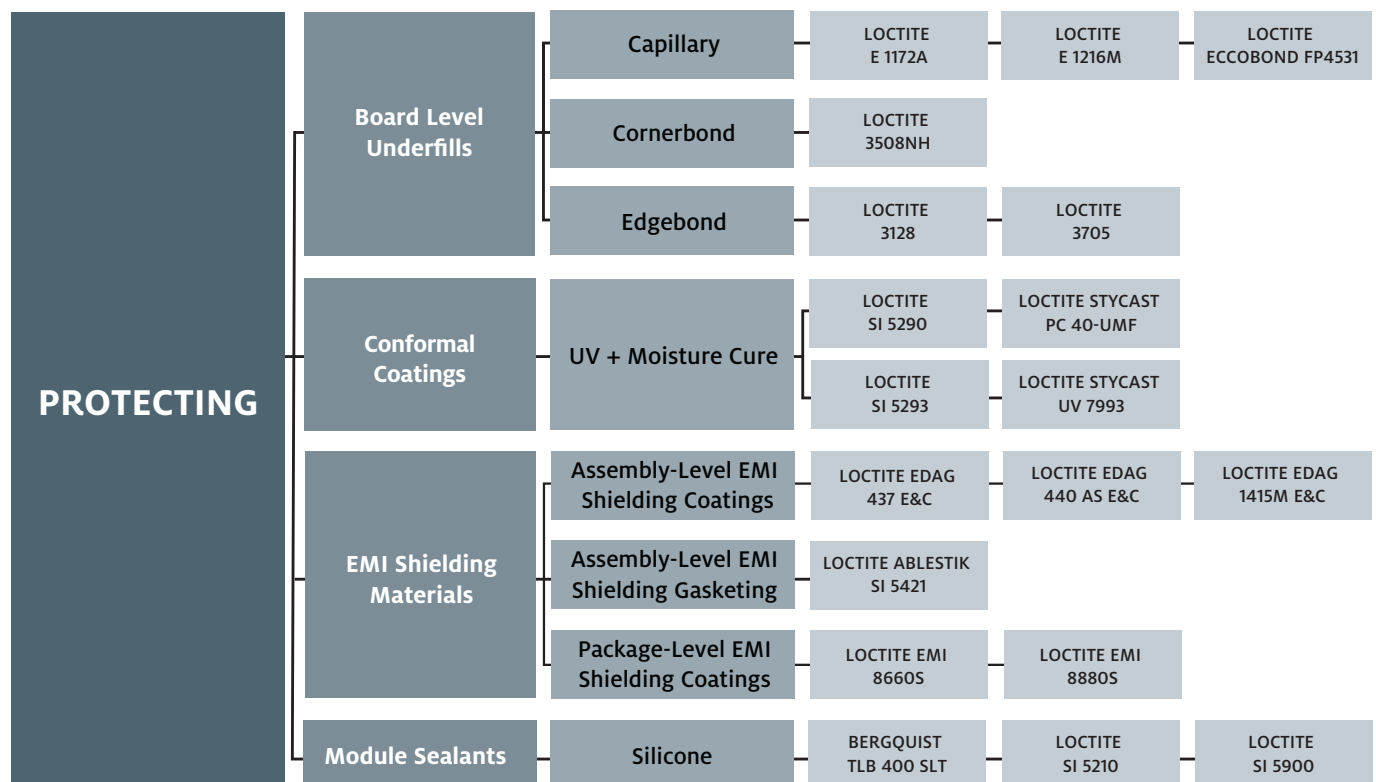 PROTECTING
Board Level
Underfills
Capillary
LOCTITE
E 1172A
LOCTITE
E 1216M
LOCTITE
ECCOBOND FP4531
Cornerbond
LOCTITE
3508NH
Edgebond
LOCTITE
3128
LOCTITE
3705
Conformal
Coatings
UV + Moisture Cure
LOCTITE
SI 5290
LOCTITE STYCAST
PC 40-UMF
LOCTITE
SI 5293
LOCTITE STYCAST
UV 7993
EMI Shielding
Materials
Assembly-Level EMI
Shielding Coatings
LOCTITE EDAG
437 E&C
LOCTITE EDAG
440 AS E&C
LOCTITE EDAG
1415M E&C
Assembly-Level EMI
Shielding Gasketing
LOCTITE ABLESTIK
SI 5421
Package-Level EMI
Shielding Coatings
LOCTITE EMI
8660S
LOCTITE EMI
8880S
Module Sealants
Silicone
BERGQUIST
TLB 400 SLT
LOCTITE
SI 5210
LOCTITE
SI 5900